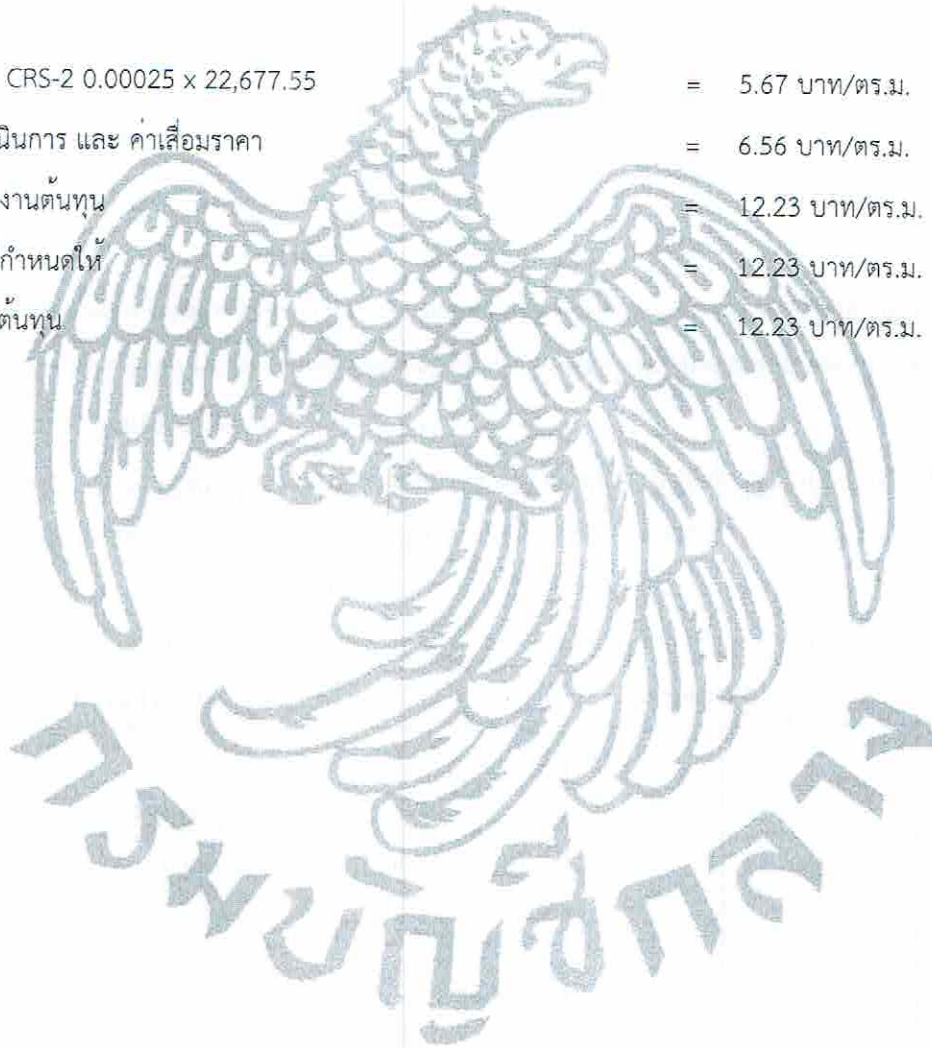 CRS-2 0.00025 x 22,677.55 = 5.67 บาท/ตร.ม.
นินการ และ ค่าเสื่อมราคา = 6.56 บาท/ตร.ม.
งานต้นทุน = 12.23 บาท/ตร.ม.
กำหนดให้ = 12.23 บาท/ตร.ม.
ต้นทุน = 12.23 บาท/ตร.ม.
กรมบัญชีกลาง